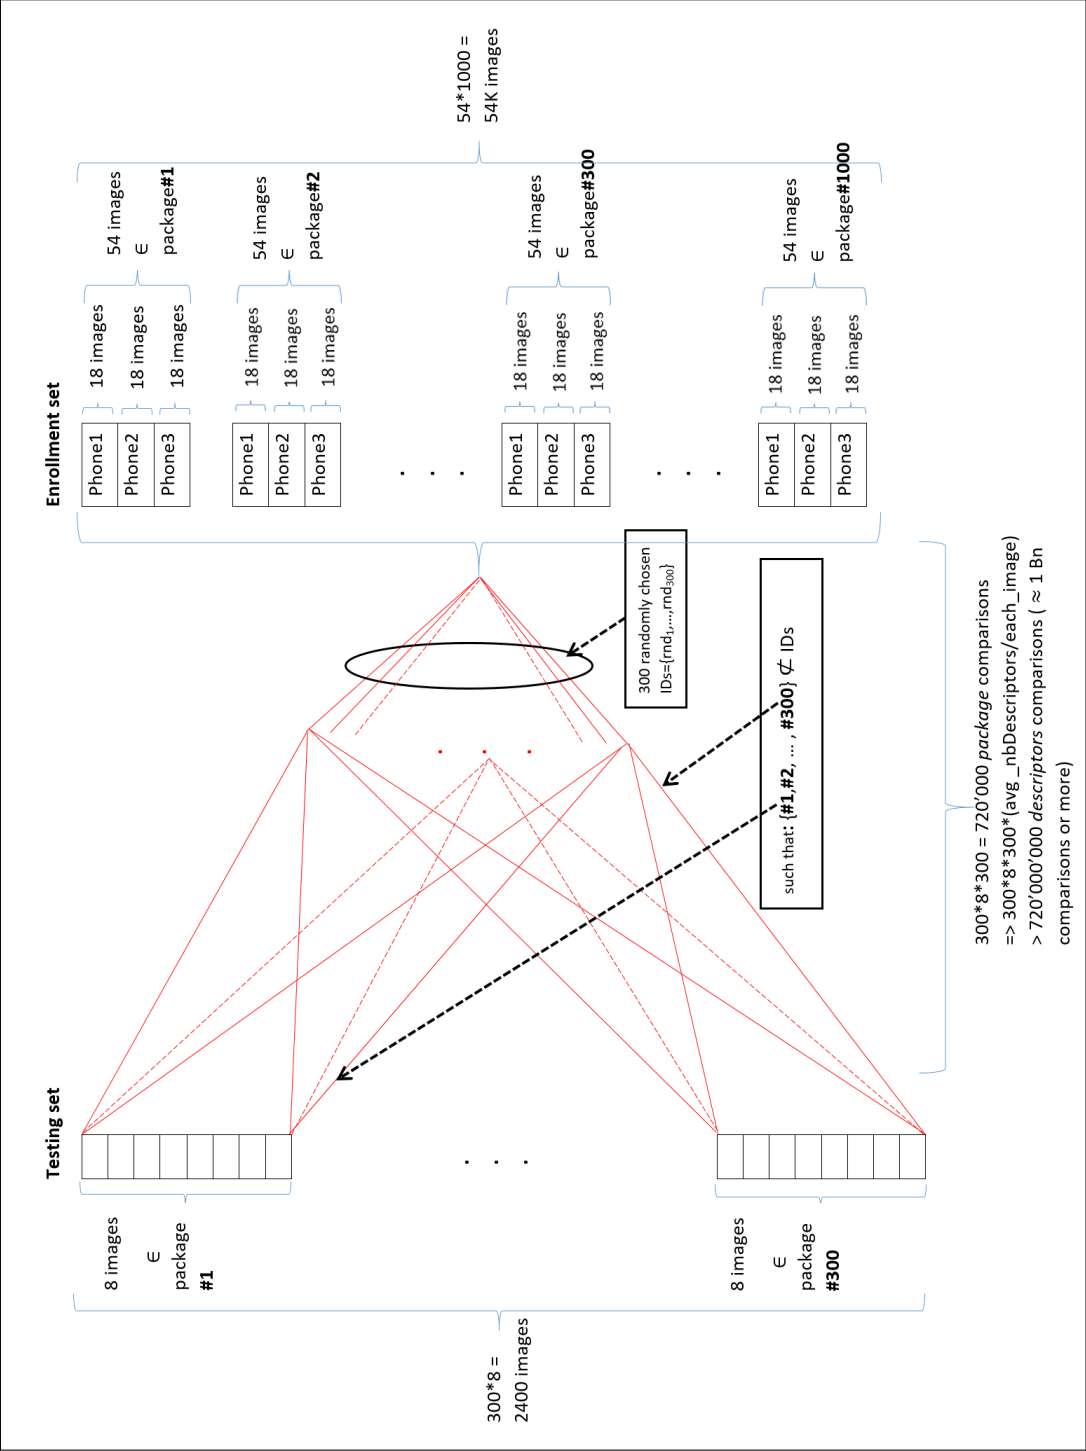 Testing set
Enrollment set
8 images
∈
package
#1
Phone1
Phone2
Phone3
18 images
18 images
18 images
54 images
∈
package#1
Phone1
Phone2
Phone3
18 images
18 images
18 images
54 images
∈
package#2
300*8 =
2400 images
. . .
. . .
. . .
54*1000 =
54K images
Phone1
Phone2
Phone3
18 images
18 images
18 images
54 images
∈
package#300
300 randomly chosen
IDs={rnd1,...,rnd300}
. . .
8 images
∈
package
#300
such that: {#1,#2, ... , #300} ⊄ IDs
Phone1
Phone2
Phone3
18 images
18 images
18 images
54 images
∈
package#1000
300*8*300 = 720'000 package comparisons
=> 300*8*300*(avg _nbDescriptors/each_image)
> 720'000'000 descriptors comparisons ( ≈ 1 Bn
comparisons or more)